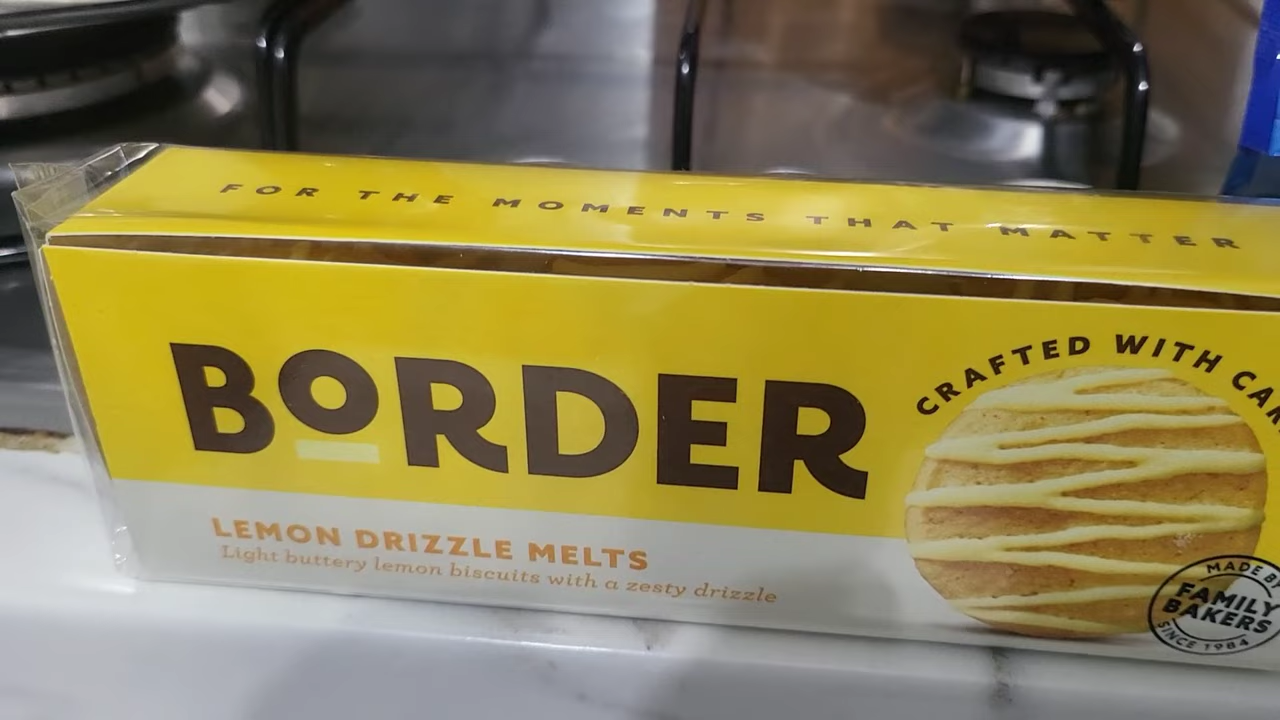 FOR THE MOMENTS THAT MATTER
BORDER
LEMON DRIZZLE MELTS
Light buttery lemon biscuits with a zesty drizzle
CRAFTED WITH
MADE BY
FAMILY
BAKERS
SINCE 1984